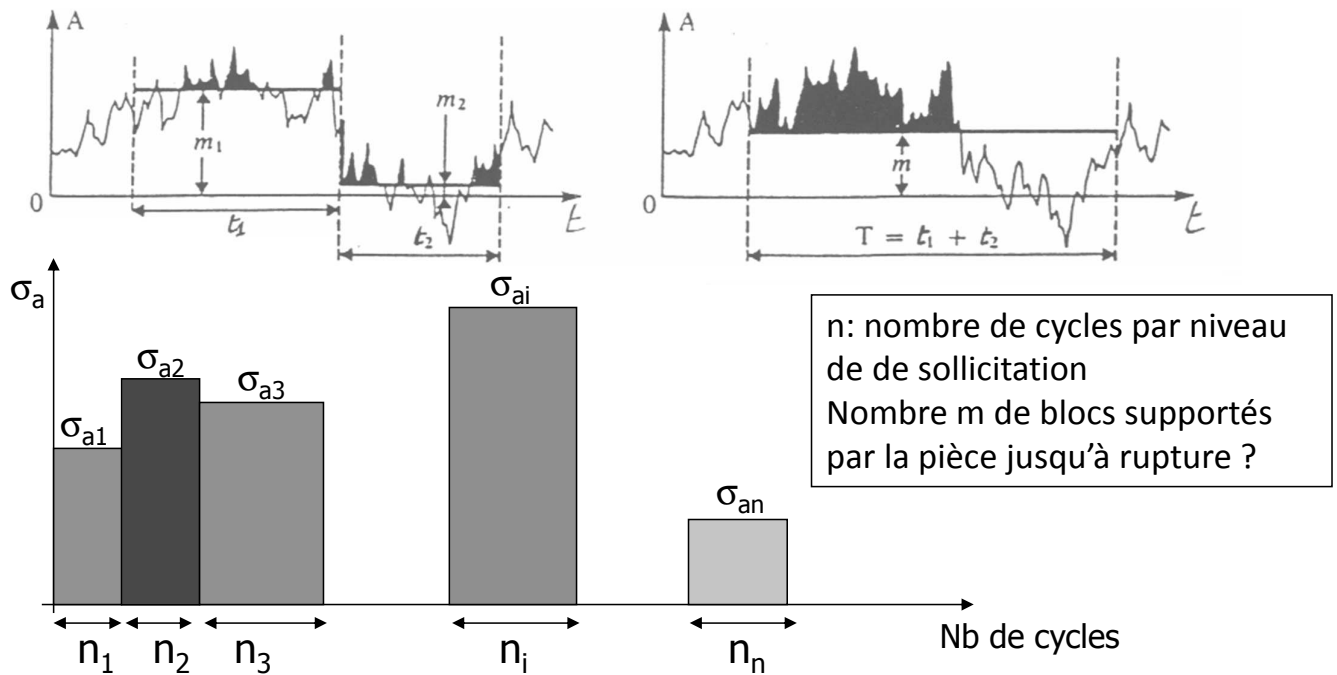 A
m₁
m₂
0
t₁
t₂
t
A
m
0
T = t₁ + t₂
t
σa
σa1
σa2
σa3
σai
σan
n: nombre de cycles par niveau
de de sollicitation
Nombre m de blocs supportés
par la pièce jusqu’à rupture ?
n₁
n₂
n₃
nᵢ
nₙ
Nb de cycles